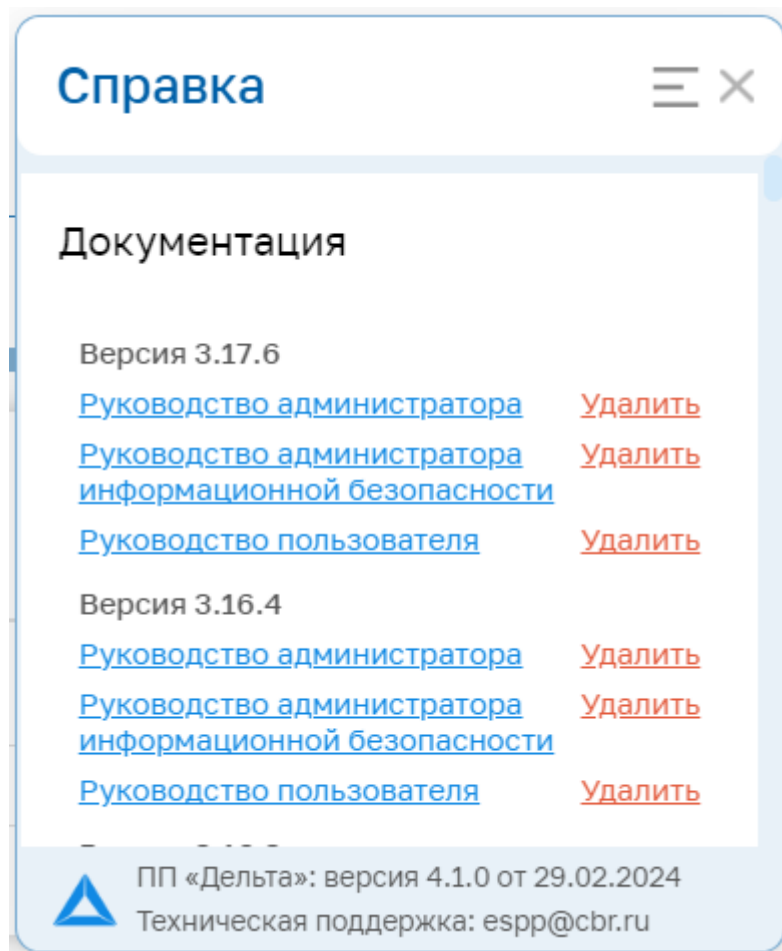 Справка
Документация
Версия 3.17.6
Руководство администратора Удалить
Руководство администратора Удалить
информационной безопасности
Руководство пользователя Удалить
Версия 3.16.4
Руководство администратора Удалить
Руководство администратора Удалить
информационной безопасности
Руководство пользователя Удалить
ПП «Дельта»: версия 4.1.0 от 29.02.2024
Техническая поддержка: espp@cbr.ru